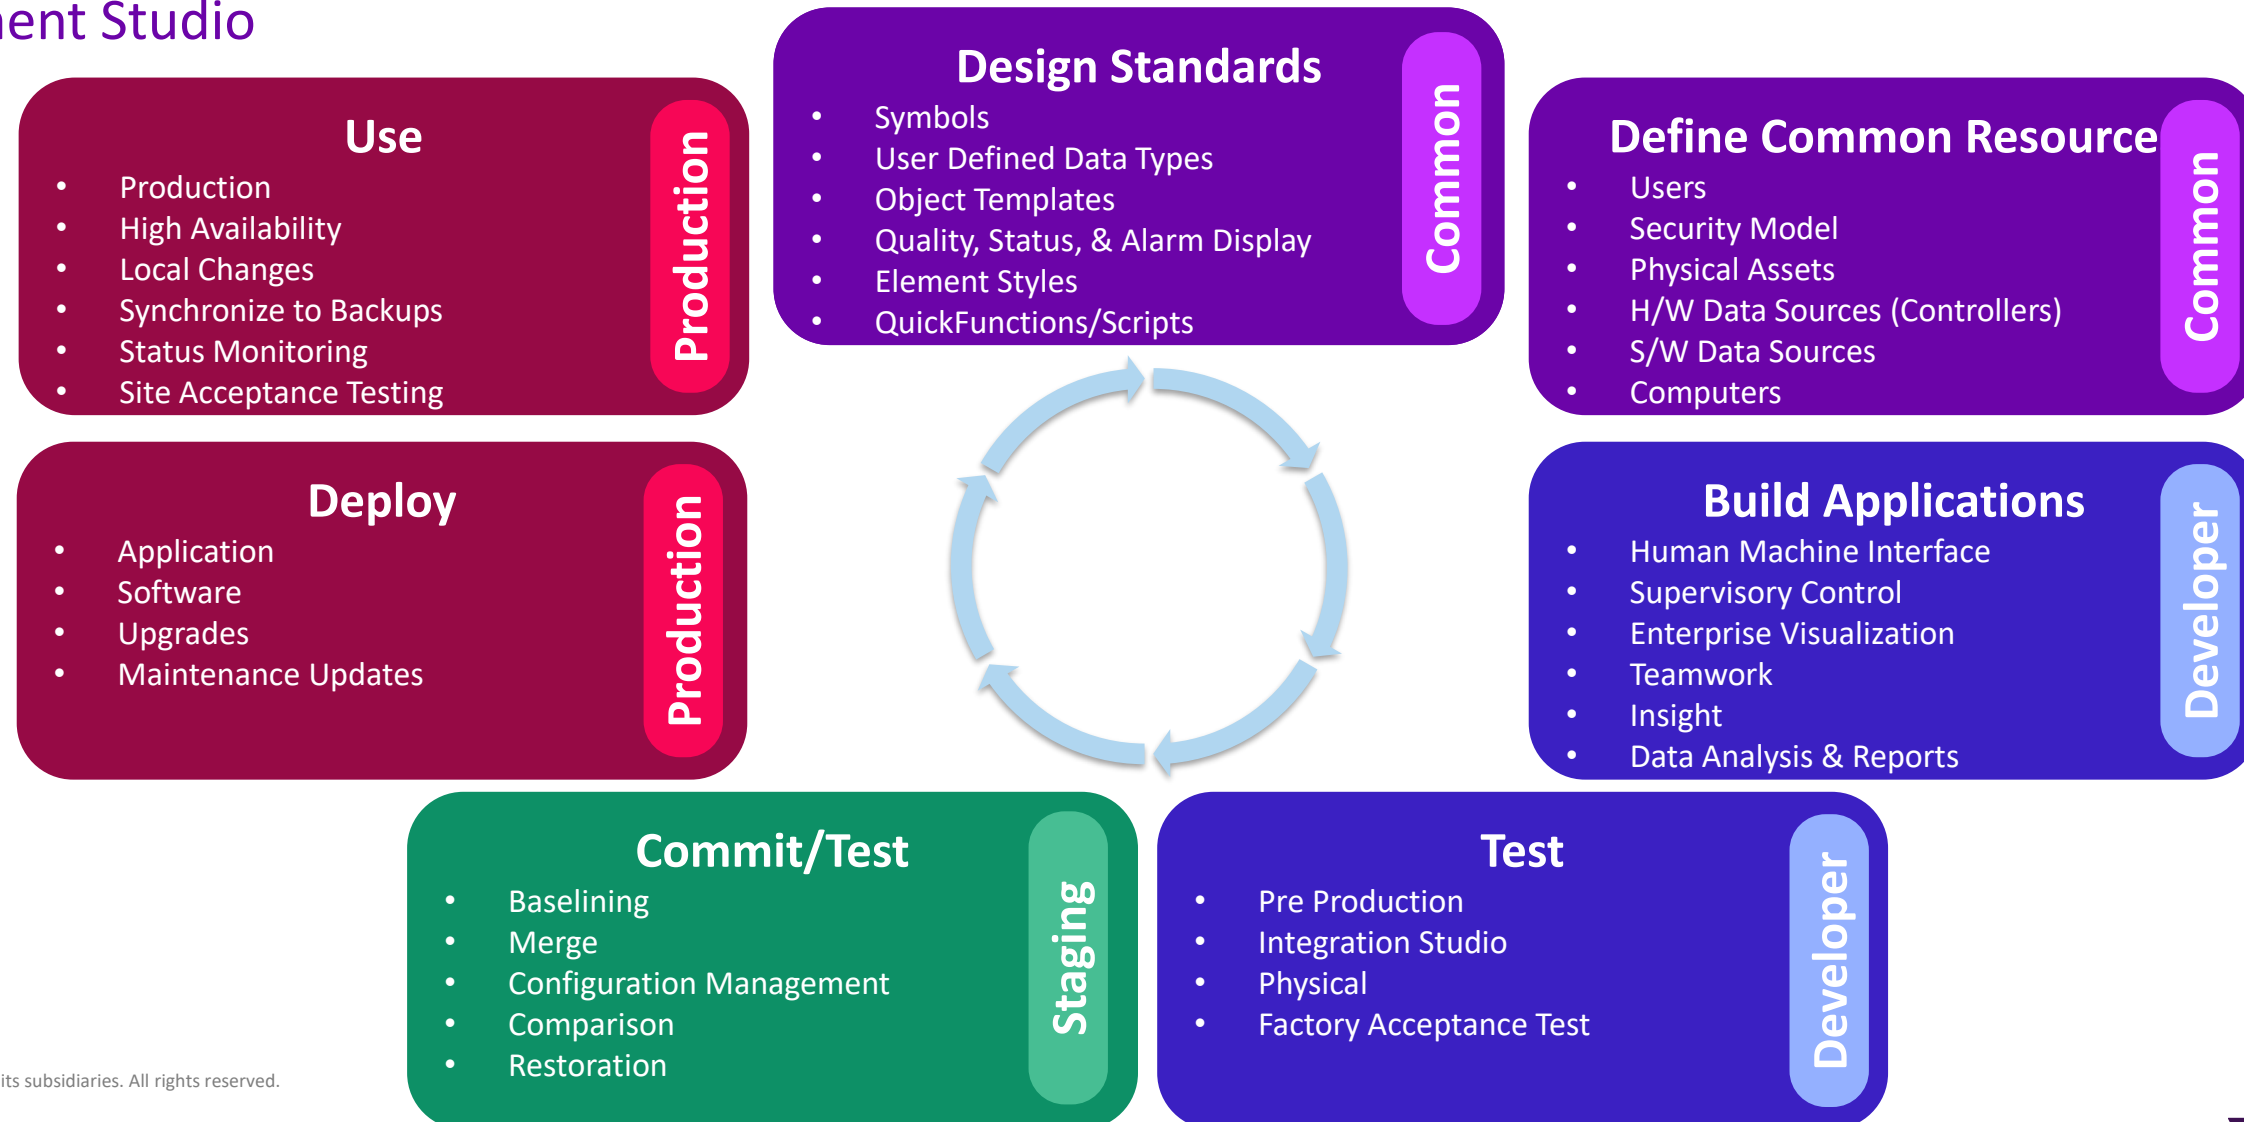 ment Studio
Design Standards
• Symbols
• User Defined Data Types
• Object Templates
• Quality, Status, & Alarm Display
• Element Styles
• QuickFunctions/Scripts
Common
Use
• Production
• High Availability
• Local Changes
• Synchronize to Backups
• Status Monitoring
• Site Acceptance Testing
Production
Define Common Resource
• Users
• Security Model
• Physical Assets
• H/W Data Sources (Controllers)
• S/W Data Sources
• Computers
Common
Deploy
• Application
• Software
• Upgrades
• Maintenance Updates
Production
Build Applications
• Human Machine Interface
• Supervisory Control
• Enterprise Visualization
• Teamwork
• Insight
• Data Analysis & Reports
Developer
Commit/Test
• Baselining
• Merge
• Configuration Management
• Comparison
• Restoration
Staging
Test
• Pre Production
• Integration Studio
• Physical
• Factory Acceptance Test
Developer
its subsidiaries. All rights reserved.